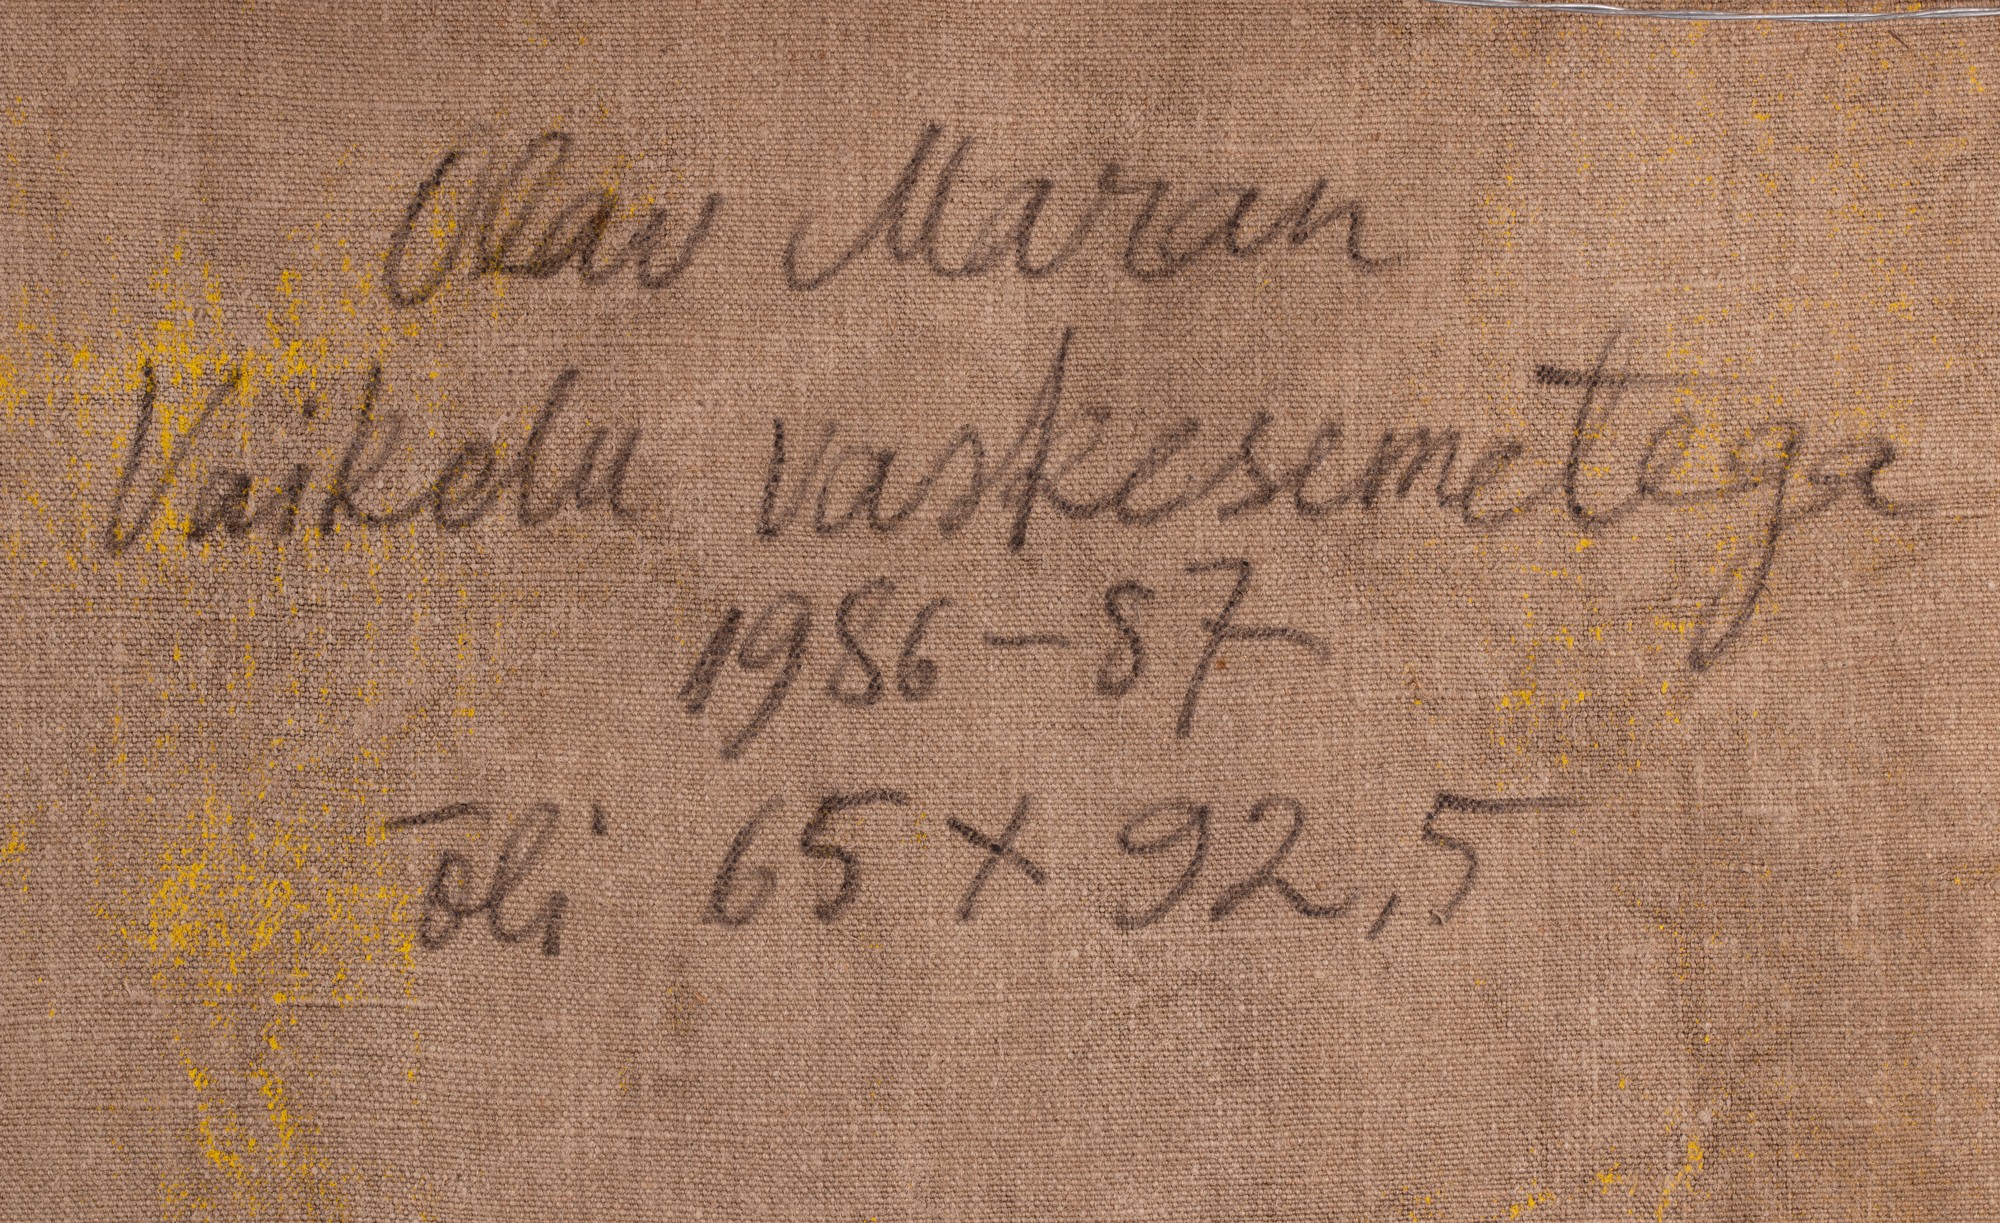 Olav Maran
Vaikelu vaskesemetega
1986 – 87
õli 65 x 92,5